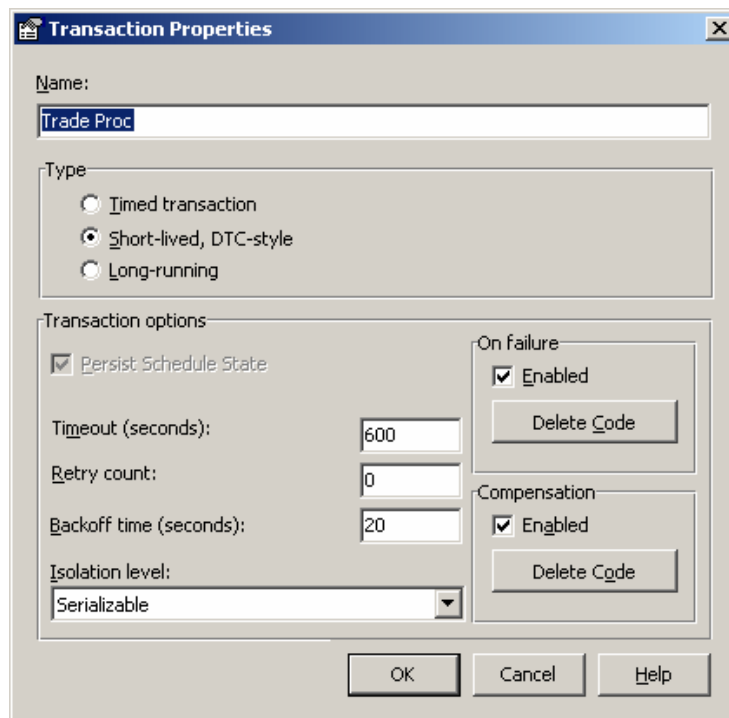 Transaction Properties
Name:
Trade Proc
Type
Timed transaction
Short-lived, DTC-style
Long-running
Transaction options
Persist Schedule State
Timeout (seconds):
600
Retry count:
0
Backoff time (seconds):
20
Isolation level:
Serializable
On failure
Enabled
Delete Code
Compensation
Enabled
Delete Code
OK
Cancel
Help